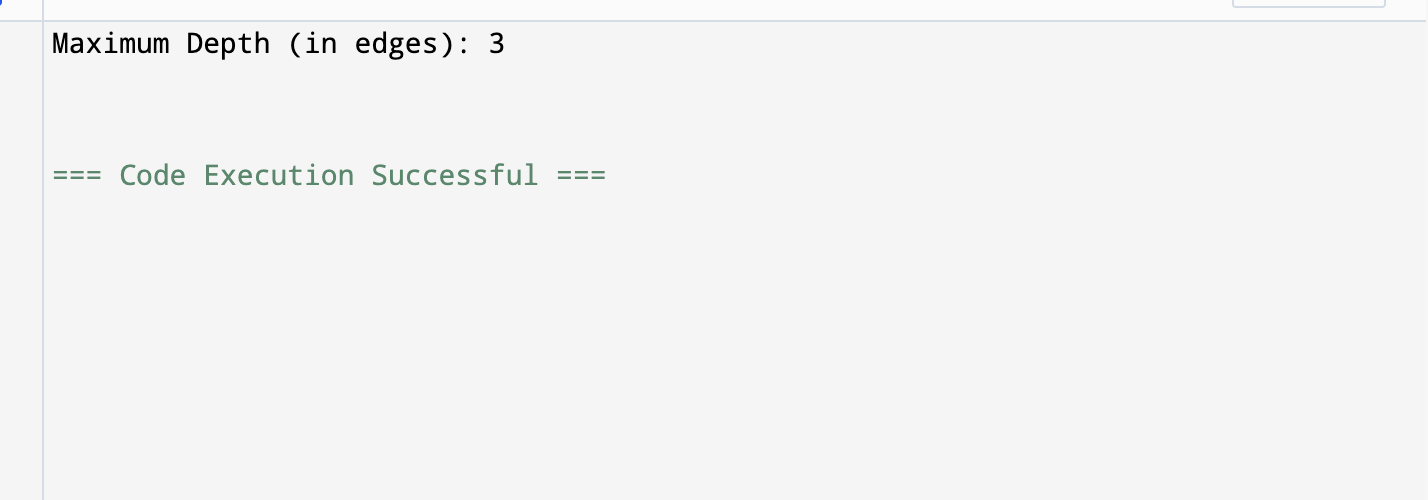 Maximum Depth (in edges): 3
=== Code Execution Successful ===